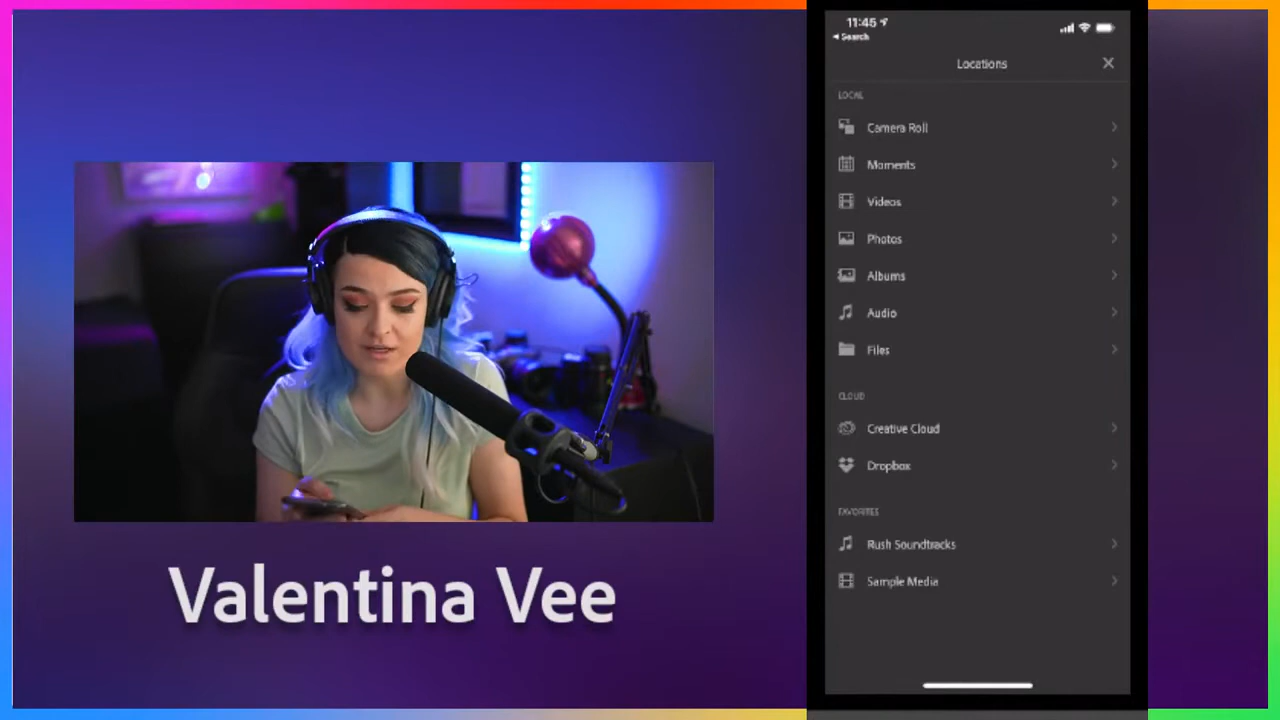 Valentina Vee
11:45
Search
Locations
LOCAL
Camera Roll
Moments
Videos
Photos
Albums
Audio
Files
CLOUD
Creative Cloud
Dropbox
FAVORITES
Rush Soundtracks
Sample Media